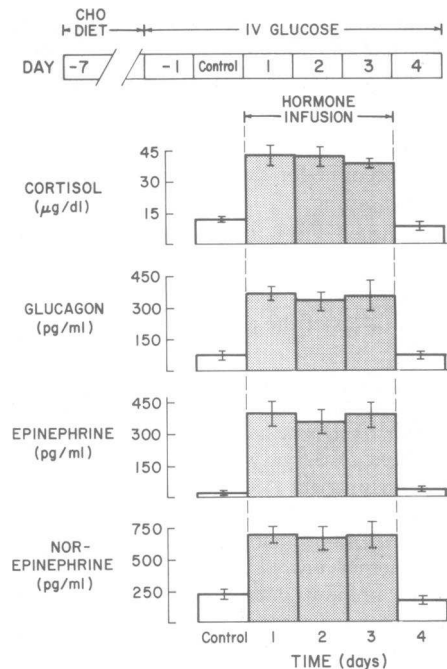 CHO
DIET
IV GLUCOSE
DAY -7 -1 Control 1 2 3 4
HORMONE
INFUSION
CORTISOL
(μg/dl)
45
30
15
GLUCAGON
(pg/ml)
450
300
150
EPINEPHRINE
(pg/ml)
450
300
150
NOR-
EPINEPHRINE
(pg/ml)
750
500
250
Control 1 2 3 4
TIME (days)